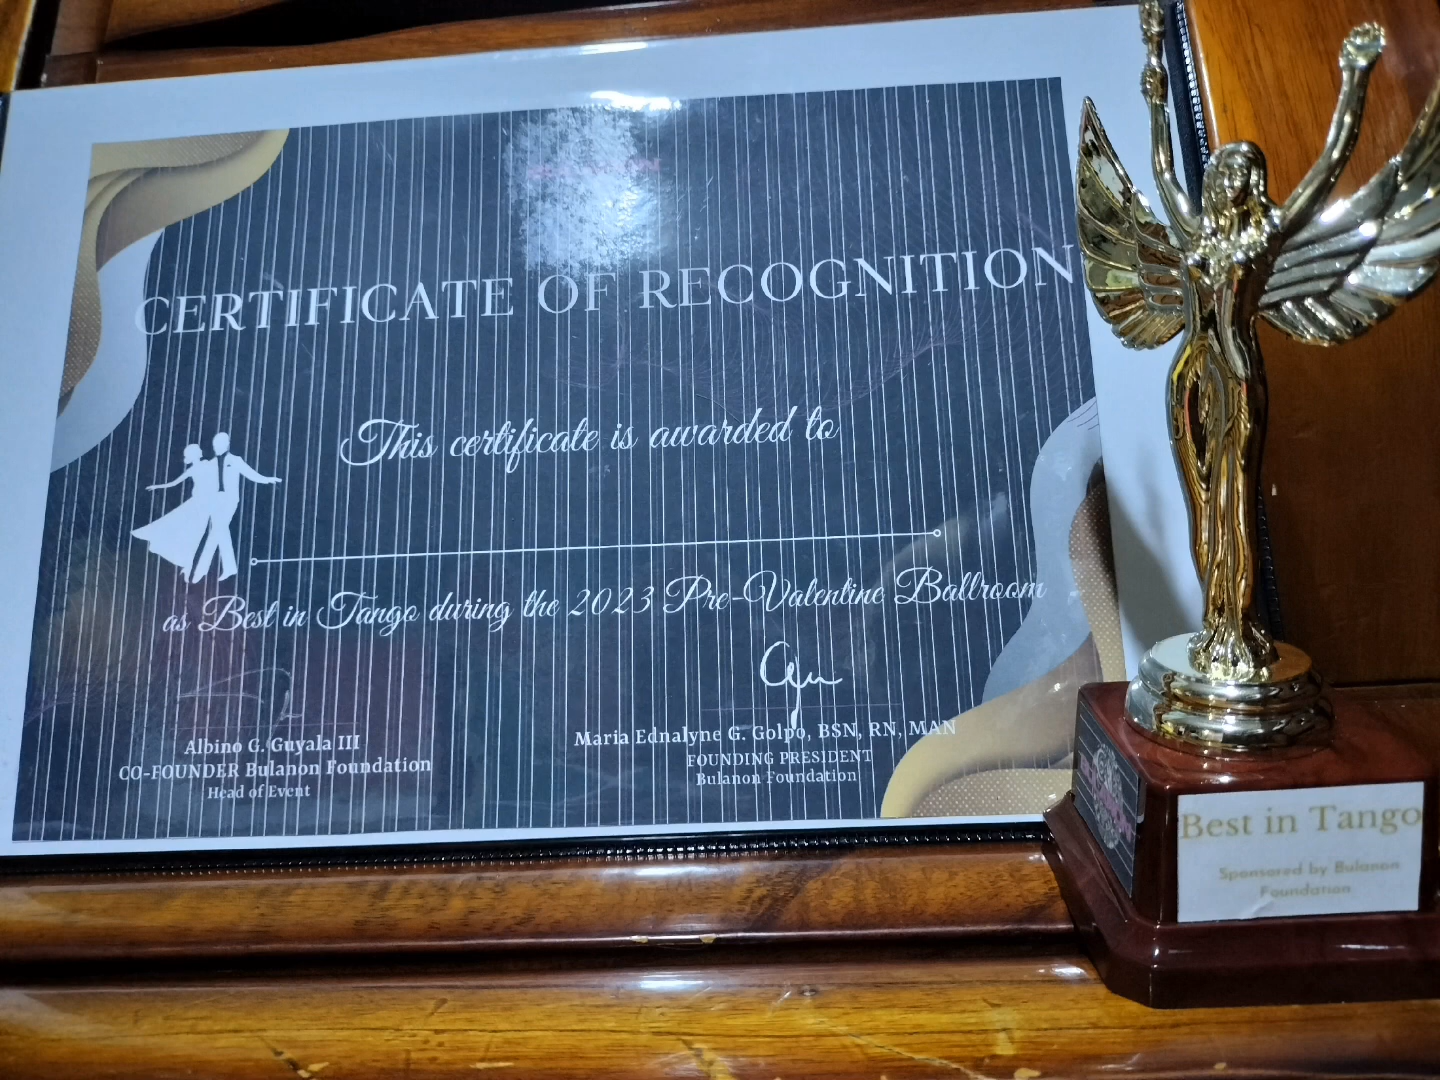 CERTIFICATE OF RECOGNITION
This certificate is awarded to
as Best in Tango during the 2023 Pre-Valentine Ballroom
Albino G. Guyala III
CO-FOUNDER Bulanon Foundation
Head of Event
Maria Ednalyne G. Golpo, BSN, RN, MAN
FOUNDING PRESIDENT
Bulanon Foundation
Best in Tango
Sponsored by Bulanon
Foundation